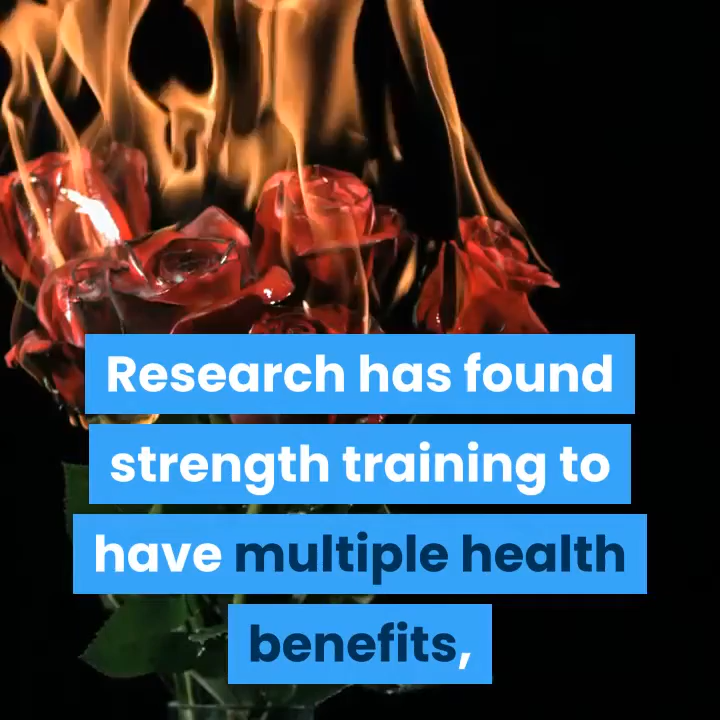 Research has found
strength training to
have multiple health
benefits,